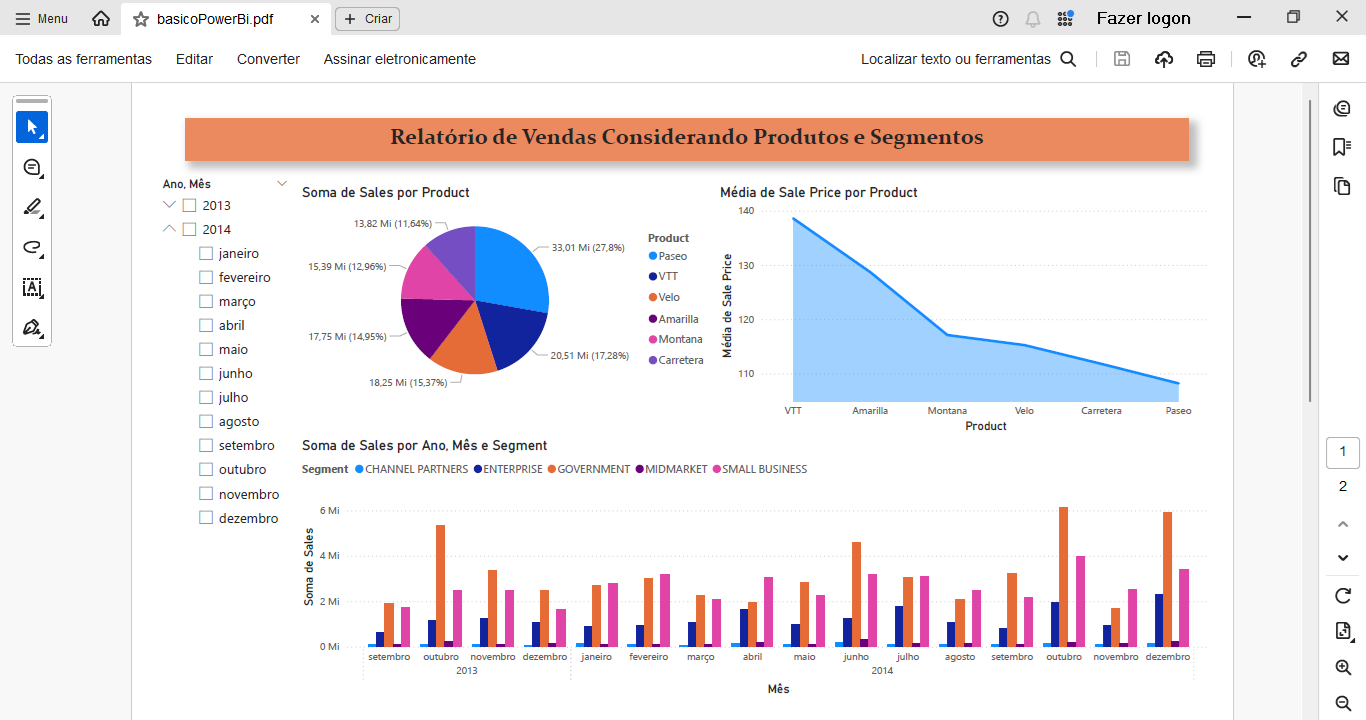 Menu
basicoPowerBi.pdf
Criar
Fazer logon
Todas as ferramentas
Editar
Converter
Assinar eletronicamente
Localizar texto ou ferramentas
Relatório de Vendas Considerando Produtos e Segmentos
Ano, Mês
2013
2014
janeiro
fevereiro
março
abril
maio
junho
julho
agosto
setembro
outubro
novembro
dezembro
Soma de Sales por Product
13,82 Mi (11,64%)
33,01 Mi (27,8%)
15,39 Mi (12,96%)
17,75 Mi (14,95%)
20,51 Mi (17,28%)
18,25 Mi (15,37%)
Product
Paseo
VTT
Velo
Amarilla
Montana
Carretera
Média de Sale Price por Product
Média de Sale Price
140
130
120
110
VTT Amarilla Montana Velo Carretera Paseo
Product
Soma de Sales por Ano, Mês e Segment
Segment CHANNEL PARTNERS ENTERPRISE GOVERNMENT MIDMARKET SMALL BUSINESS
Soma de Sales
6 Mi
4 Mi
2 Mi
0 Mi
setembro outubro novembro dezembro janeiro fevereiro março abril maio junho julho agosto setembro outubro novembro dezembro
2013 2014
Mês
1
2